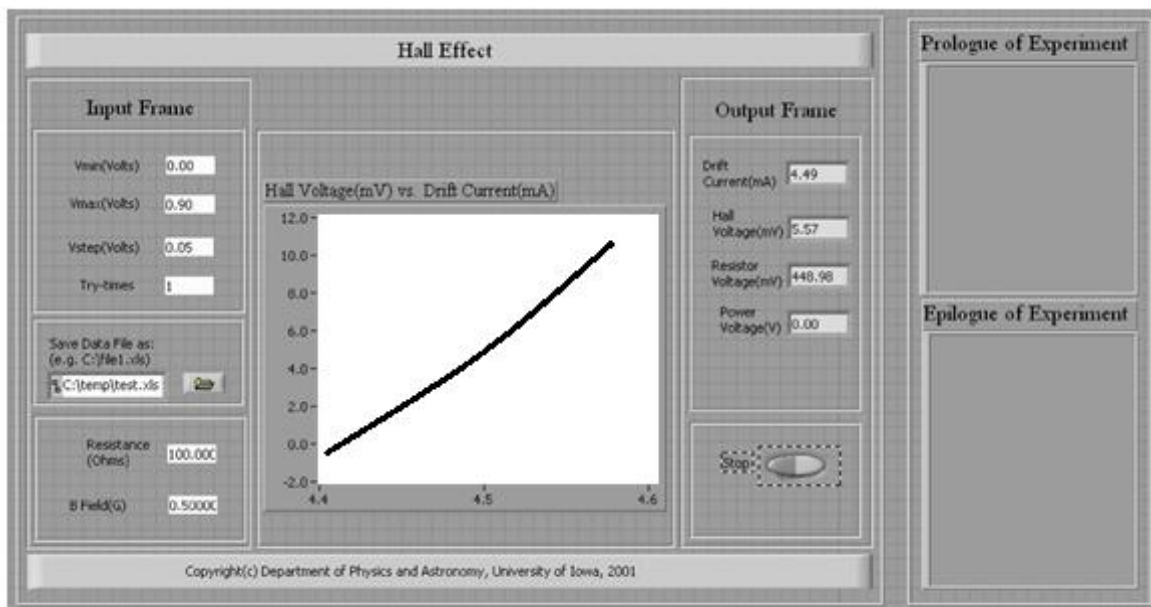 Hall Effect
Input Frame
Vmin(Volts) 0.00
Vmax(Volts) 0.90
Vstep(Volts) 0.05
Try-times 1
Save Data File as:
(e.g. C:\file1.xls)
C:\temp\test.xls
Resistance
(Ohms) 100.000
B Field(G) 0.50000
Hall Voltage(mV) vs. Drift Current(mA)
12.0
10.0
8.0
6.0
4.0
2.0
0.0
-2.0
4.4 4.5 4.6
Output Frame
Drift
Current(mA) 4.49
Hall
Voltage(mV) 5.57
Resistor
Voltage(mV) 448.98
Power
Voltage(V) 0.00
Stop
Copyright(c) Department of Physics and Astronomy, University of Iowa, 2001
Prologue of Experiment
Epilogue of Experiment